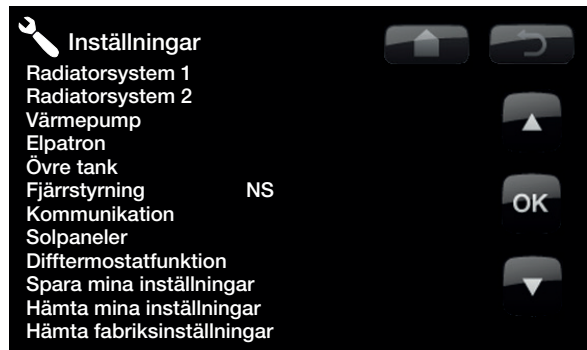 Inställningar
Radiatorsystem 1
Radiatorsystem 2
Värmepump
Elpatron
Övre tank
Fjärrstyrning NS
OK
Kommunikation
Solpaneler
Difftermostatfunktion
Spara mina inställningar
Hämta mina inställningar
Hämta fabriksinställningar